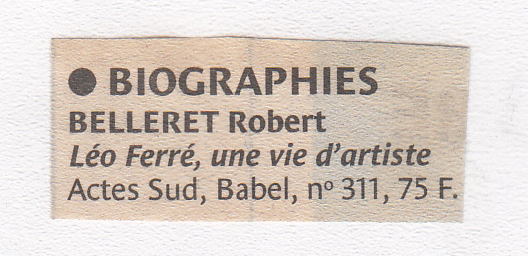 ● BIOGRAPHIES
BELLERET Robert
Léo Ferré, une vie d'artiste
Actes Sud, Babel, nº 311, 75 F.